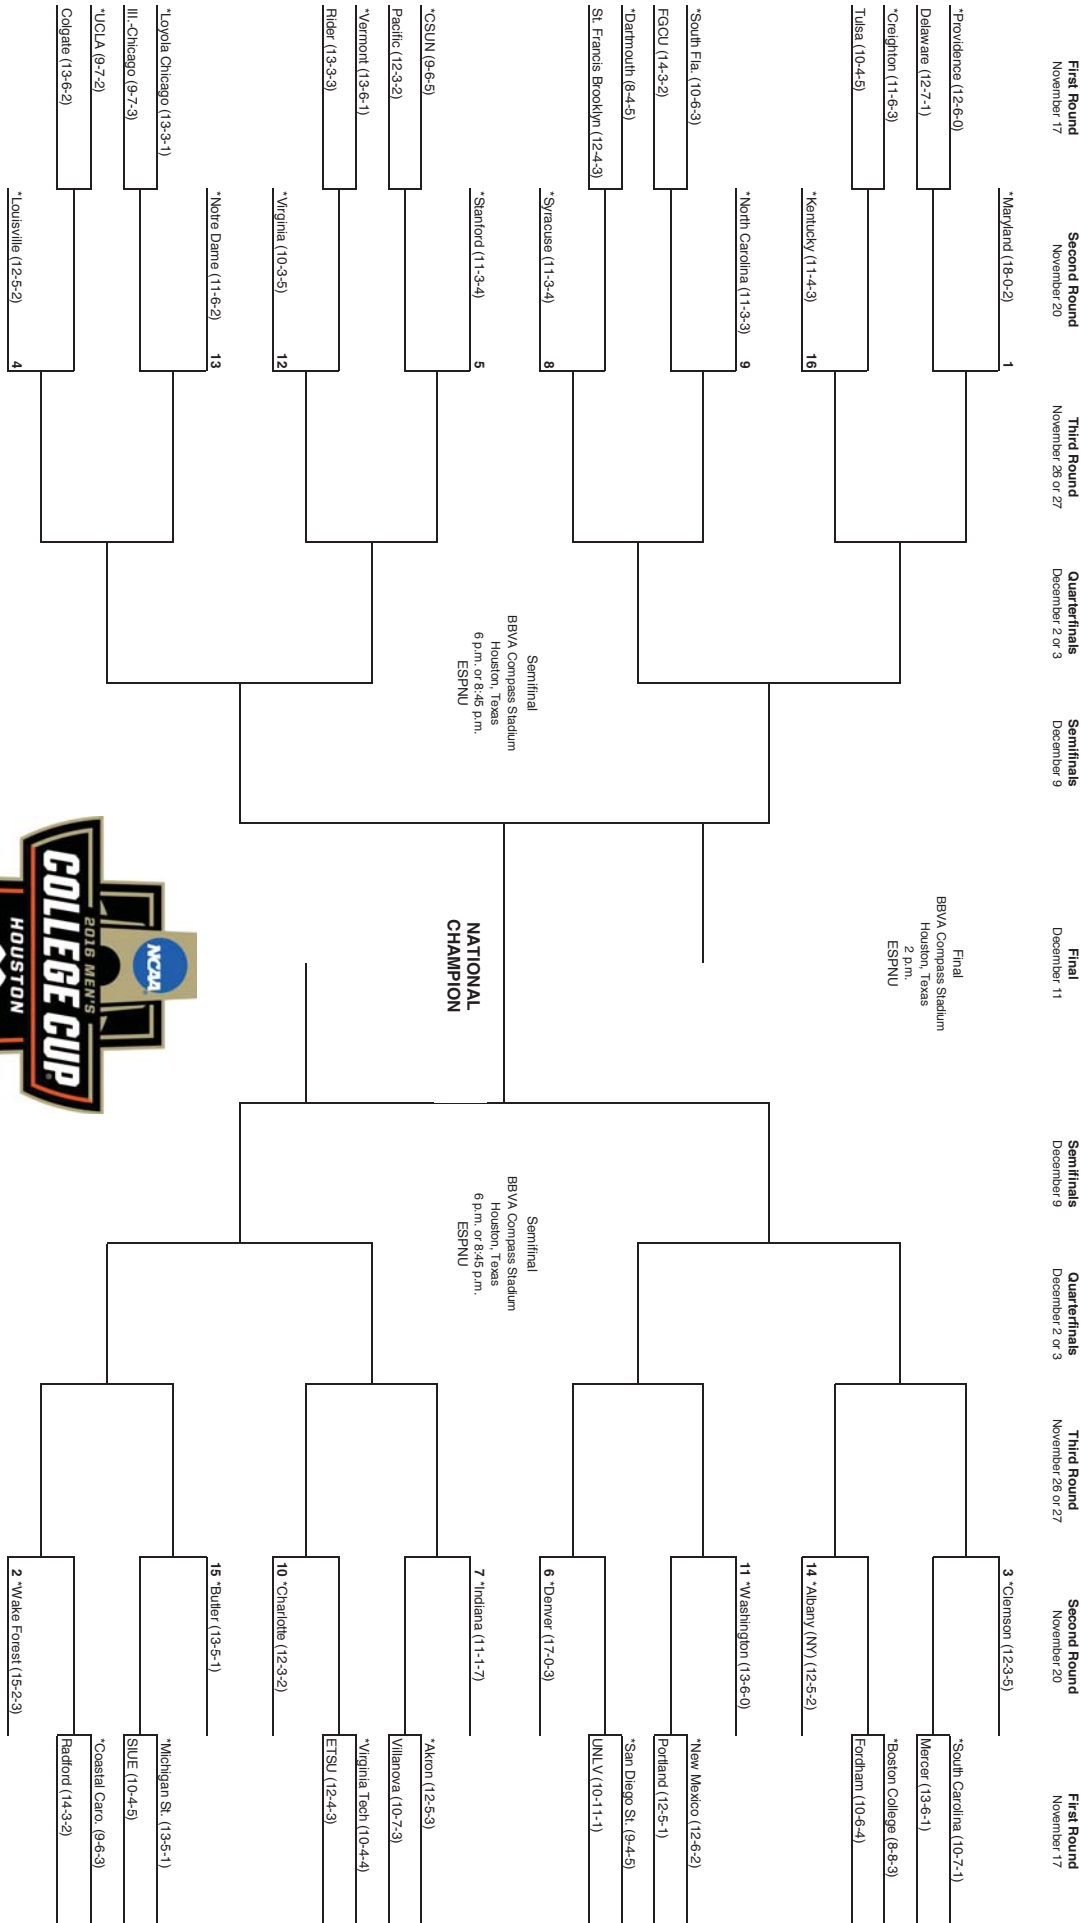 First Round
November 17
Second Round
November 20
Third Round
November 26 or 27
Quarterfinals
December 2 or 3
Semifinals
December 9
Final
December 11
Semifinals
December 9
Quarterfinals
December 2 or 3
Third Round
November 26 or 27
Second Round
November 20
First Round
November 17
*Maryland (18-0-2)
1
*Providence (12-6-0)
Delaware (12-7-1)
*Creighton (11-6-3)
Tulsa (10-4-5)
*Kentucky (11-4-3)
16
*North Carolina (11-3-3)
9
*South Fla. (10-6-3)
FGCU (14-3-2)
*Dartmouth (8-4-5)
St. Francis Brooklyn (12-4-3)
*Syracuse (11-3-4)
8
*Stanford (11-3-4)
5
*CSUN (9-6-5)
Pacific (12-3-2)
*Vermont (13-6-1)
Rider (13-3-3)
*Virginia (10-3-5)
12
*Notre Dame (11-6-2)
13
*Loyola Chicago (13-3-1)
Ill.-Chicago (9-7-3)
*UCLA (9-7-2)
Colgate (13-6-2)
*Louisville (12-5-2)
4
Semifinal
BBVA Compass Stadium
Houston, Texas
6 p.m. or 8:45 p.m.
ESPNU
Final
BBVA Compass Stadium
Houston, Texas
2 p.m.
ESPNU
NATIONAL
CHAMPION
NCAA
2016 MEN'S
COLLEGE CUP
HOUSTON
Semifinal
BBVA Compass Stadium
Houston, Texas
6 p.m. or 8:45 p.m.
ESPNU
3 *Clemson (12-3-5)
*South Carolina (10-7-1)
Mercer (13-6-1)
*Boston College (8-8-3)
Fordham (10-6-4)
14 *Albany (NY) (12-5-2)
11 *Washington (13-6-0)
*New Mexico (12-6-2)
Portland (12-5-1)
*San Diego St. (9-4-5)
UNLV (10-11-1)
6 *Denver (17-0-3)
7 *Indiana (11-1-7)
*Akron (12-5-3)
Villanova (10-7-3)
*Virginia Tech (10-4-4)
ETSU (12-4-3)
10 *Charlotte (12-3-2)
15 *Butler (13-5-1)
*Michigan St. (13-5-1)
SIUE (10-4-5)
*Coastal Caro. (9-6-3)
Radford (14-3-2)
2 *Wake Forest (15-2-3)